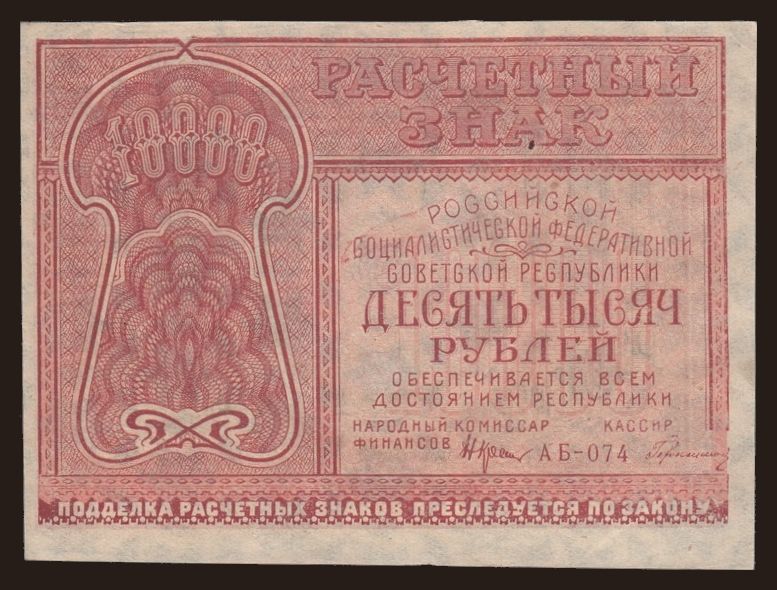 10000
РАСЧЕТНЫЙ
ЗНАК
РОССИЙСКОЙ
СОЦИАЛИСТИЧЕСКОЙ ФЕДЕРАТИВНОЙ
СОВЕТСКОЙ РЕСПУБЛИКИ
ДЕСЯТЬ ТЫСЯЧ
РУБЛЕЙ
ОБЕСПЕЧИВАЕТСЯ ВСЕМ
ДОСТОЯНИЕМ РЕСПУБЛИКИ
НАРОДНЫЙ КОМИССАР КАССИР
ФИНАНСОВ АБ-074
ПОДДЕЛКА РАСЧЕТНЫХ ЗНАКОВ ПРЕСЛЕДУЕТСЯ ПО ЗАКОНУ